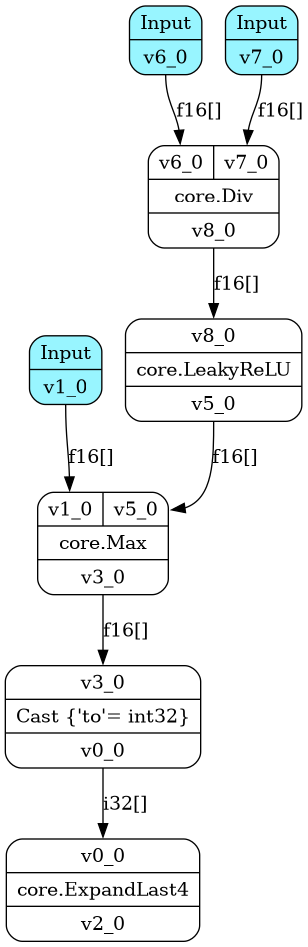 Input
v6_0
Input
v7_0
f16[]
f16[]
v6_0
v7_0
core.Div
v8_0
f16[]
v8_0
core.LeakyReLU
v5_0
Input
v1_0
f16[]
f16[]
v1_0
v5_0
core.Max
v3_0
f16[]
v3_0
Cast {'to'= int32}
v0_0
i32[]
v0_0
core.ExpandLast4
v2_0